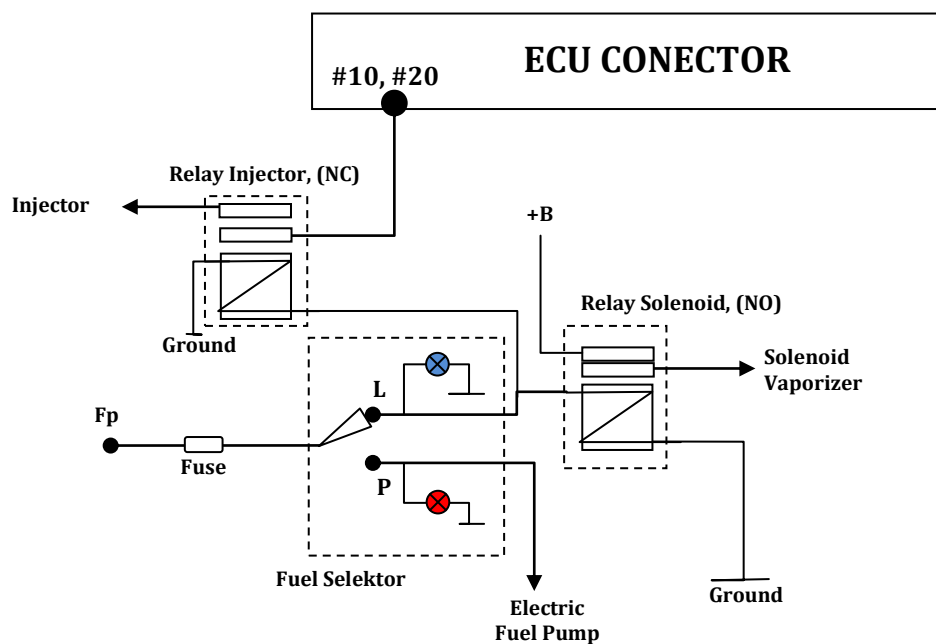 ECU CONECTOR
#10, #20
Relay Injector, (NC)
Injector
+B
Relay Solenoid, (NO)
Ground
Solenoid
Vaporizer
L
Fp
Fuse
P
Fuel Selektor
Electric
Fuel Pump
Ground